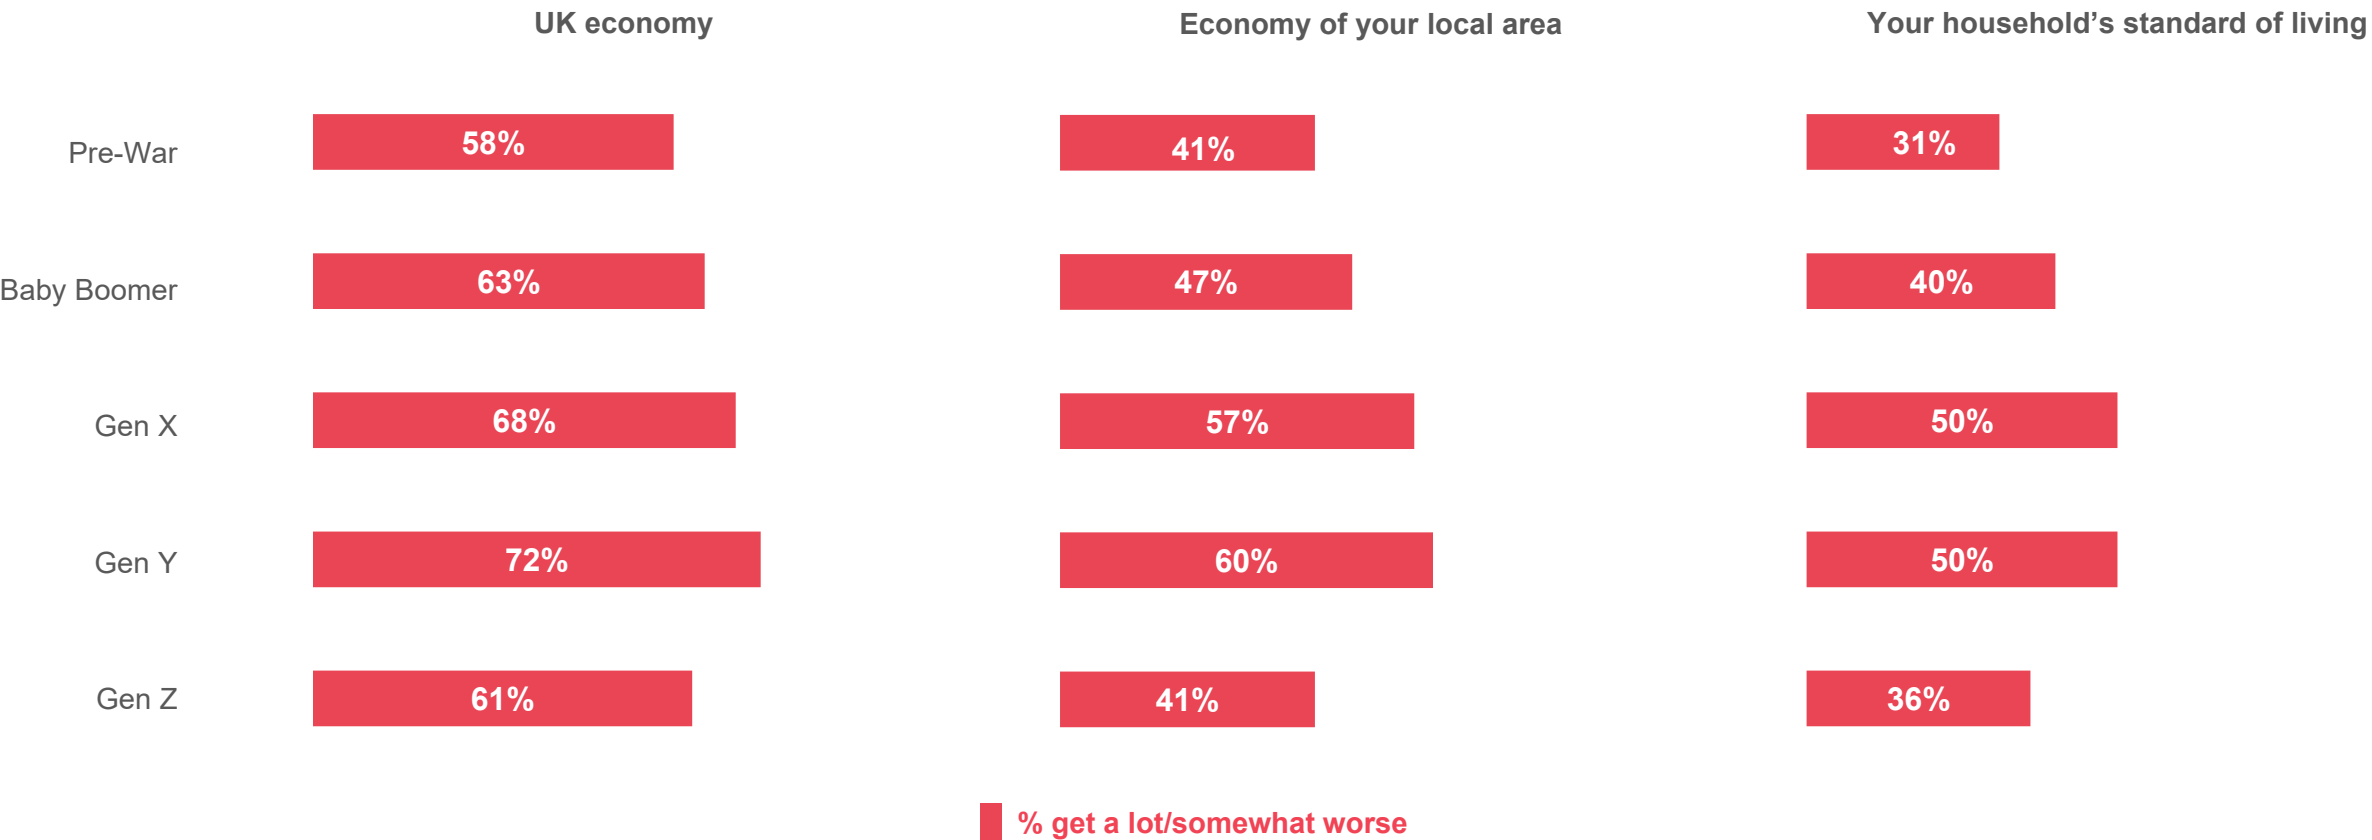 UK economy
Economy of your local area
Your household’s standard of living
Pre-War
58%
41%
31%
Baby Boomer
63%
47%
40%
Gen X
68%
57%
50%
Gen Y
72%
60%
50%
Gen Z
61%
41%
36%
% get a lot/somewhat worse